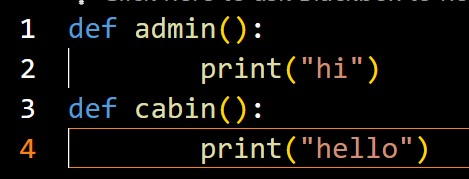 1 def admin():
2 print("hi")
3 def cabin():
4 print("hello")